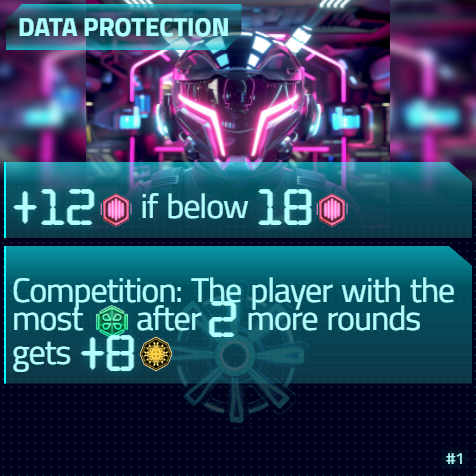 DATA PROTECTION
+12 if below 18
Competition: The player with the
most after 2 more rounds
gets +8
#1